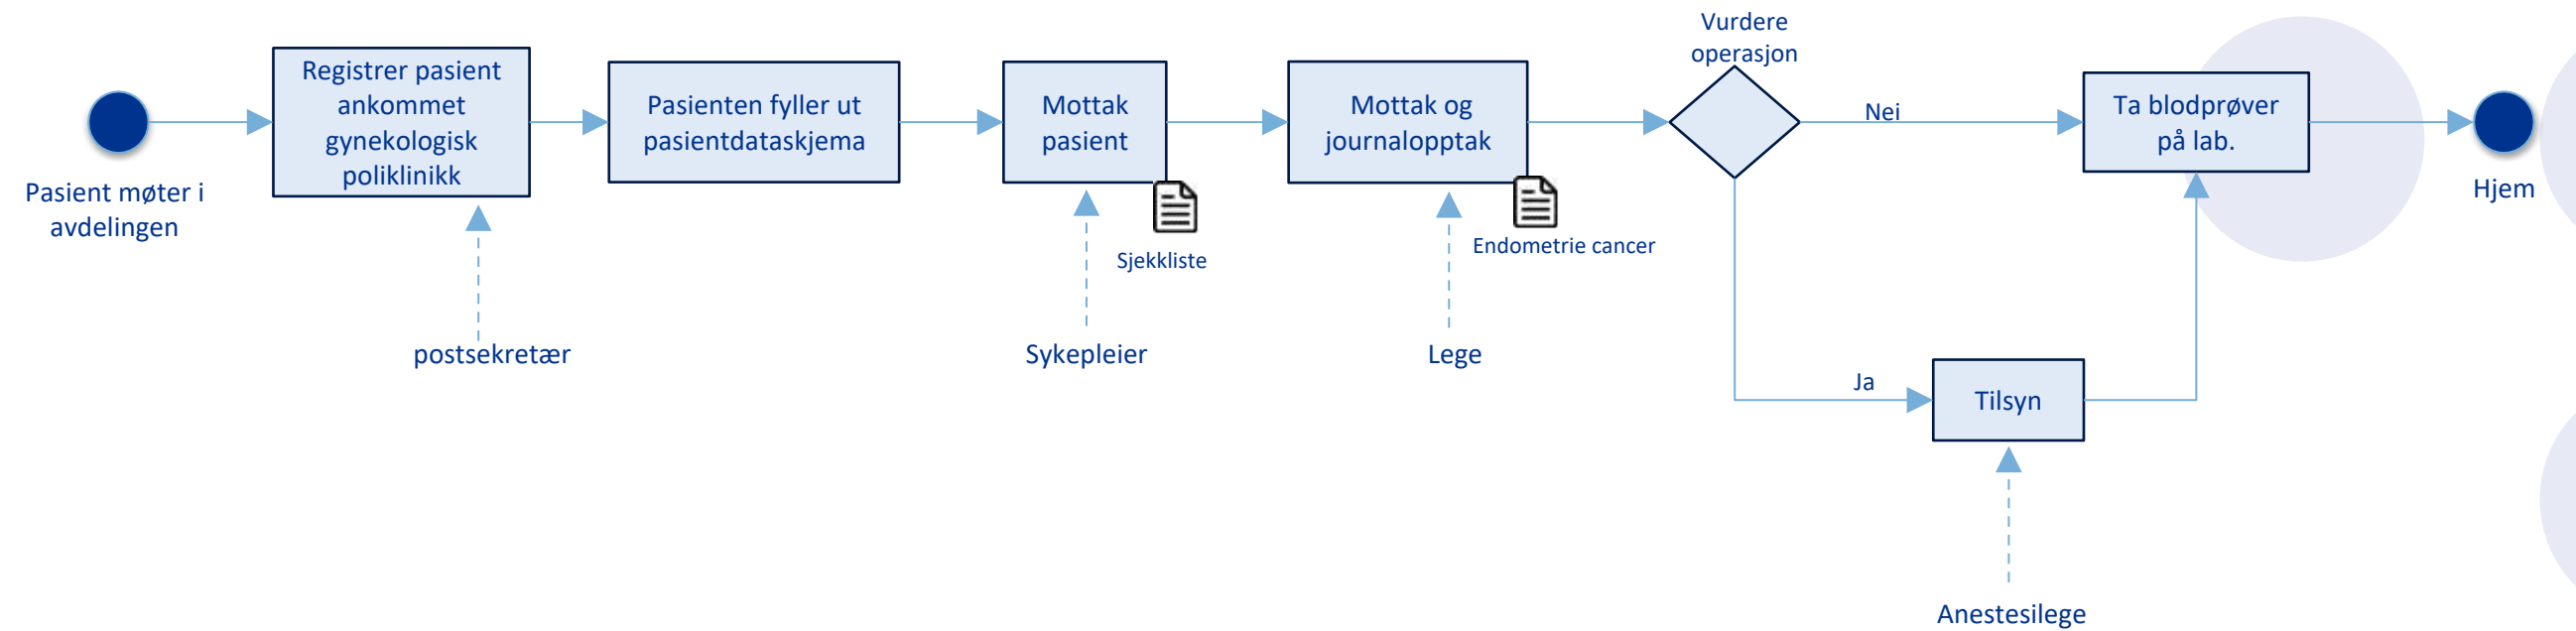 Pasient møter i
avdelingen
Registrer pasient
ankommet
gynekologisk
poliklinikk
postsekretær
Pasienten fyller ut
pasientdataskjema
Mottak
pasient
Sjekkliste
Sykepleier
Mottak og
journalopptak
Endometrie cancer
Lege
Vurdere
operasjon
Nei
Ja
Tilsyn
Anestesilege
Ta blodprøver
på lab.
Hjem